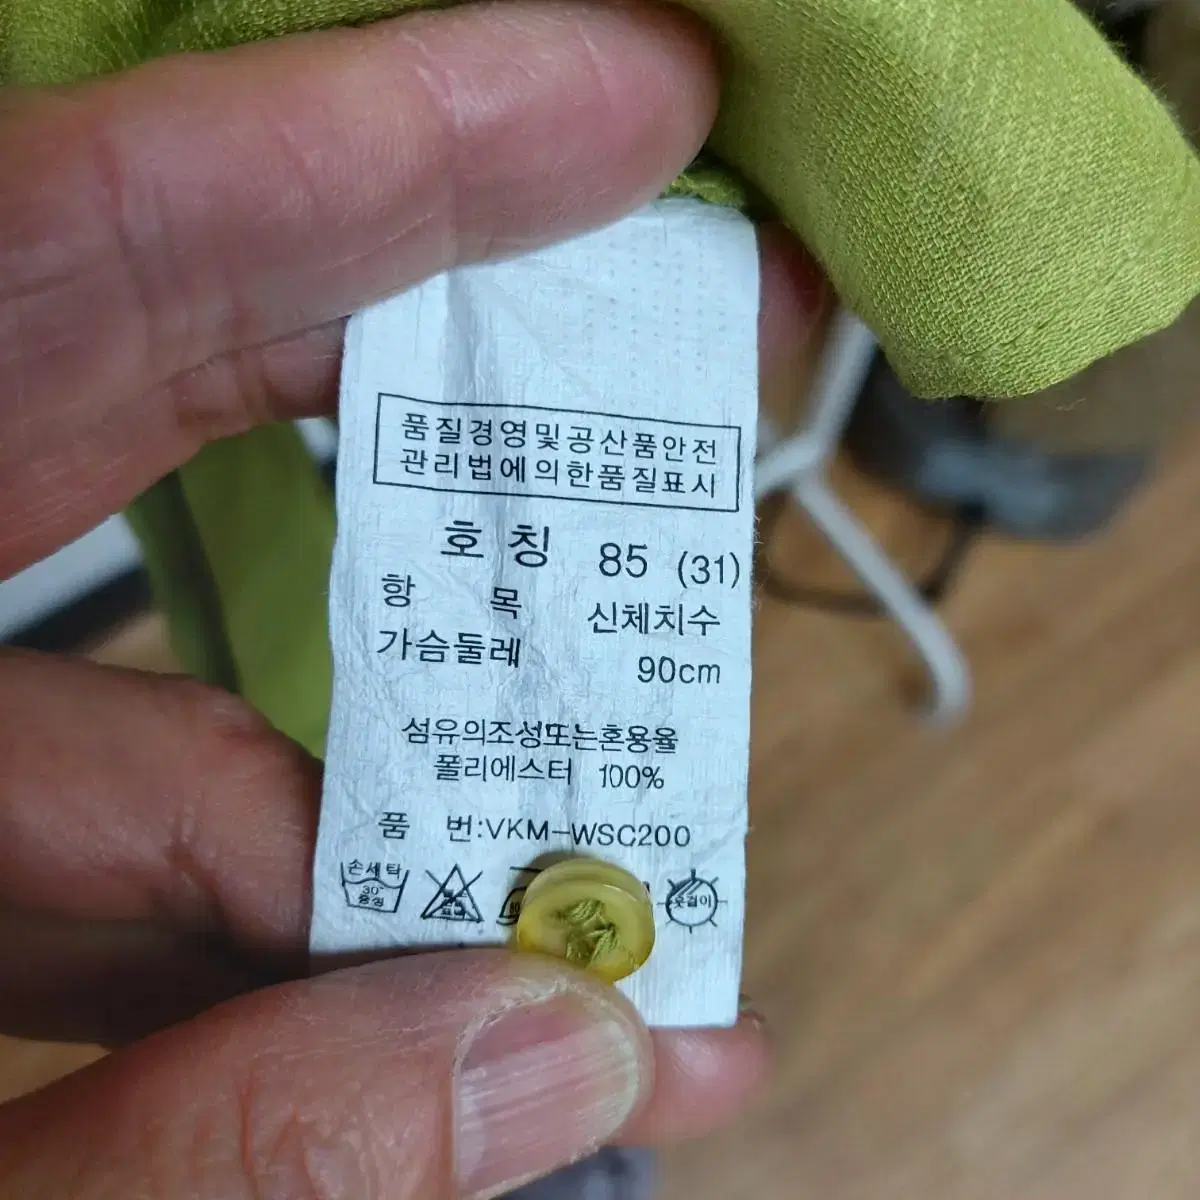 품질경영및공산품안전
관리법에의한품질표시
호 칭 85 (31)
항 목 신체치수
가슴둘레 90cm
섬유의조성또는혼용율
폴리에스터 100%
품 번:VKM-WSC200
손세탁
30°
중성
옷걸이